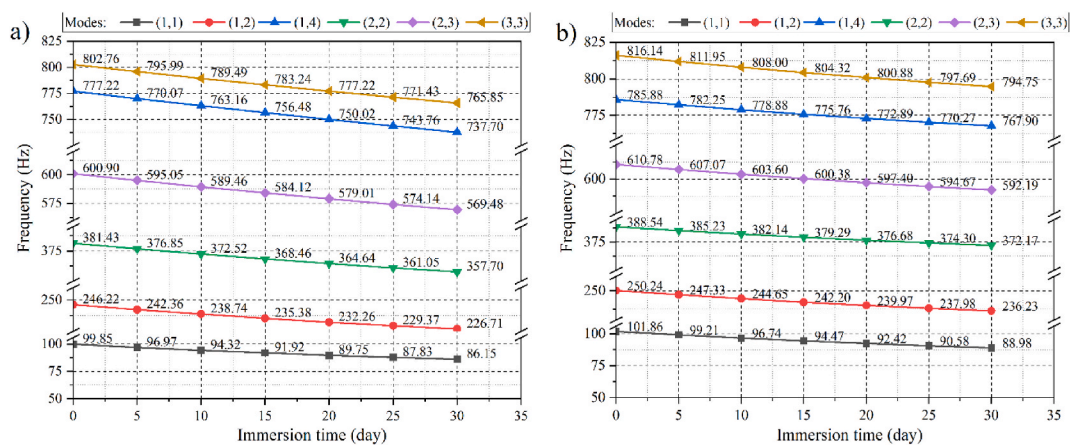 Modes: (1,1) (1,2) (1,4) (2,2) (2,3) (3,3)
a)
825
802.76 795.99 789.49 783.24 777.22 771.43 765.85
800
777.22 770.07 763.16 756.48 750.02 743.76 737.70
775
750
600.90 595.05 589.46 584.12 579.01 574.14 569.48
600
575
381.43 376.85 372.52 368.46 364.64 361.05 357.70
375
246.22 242.36 238.74 235.38 232.26 229.37 226.71
250
99.85 96.97 94.32 91.92 89.75 87.83 86.15
100
75
50
0 5 10 15 20 25 30 35
Frequency (Hz)
Immersion time (day)
Modes: (1,1) (1,2) (1,4) (2,2) (2,3) (3,3)
b)
825
816.14 811.95 808.00 804.32 800.88 797.69 794.75
800
785.88 782.25 778.88 775.76 772.89 770.27 767.90
775
610.78 607.07 603.60 600.38 597.40 594.67 592.19
600
388.54 385.23 382.14 379.29 376.68 374.30 372.17
375
250.24 247.33 244.65 242.20 239.97 237.98 236.23
250
101.86 99.21 96.74 94.47 92.42 90.58 88.98
100
75
50
0 5 10 15 20 25 30 35
Frequency (Hz)
Immersion time (day)